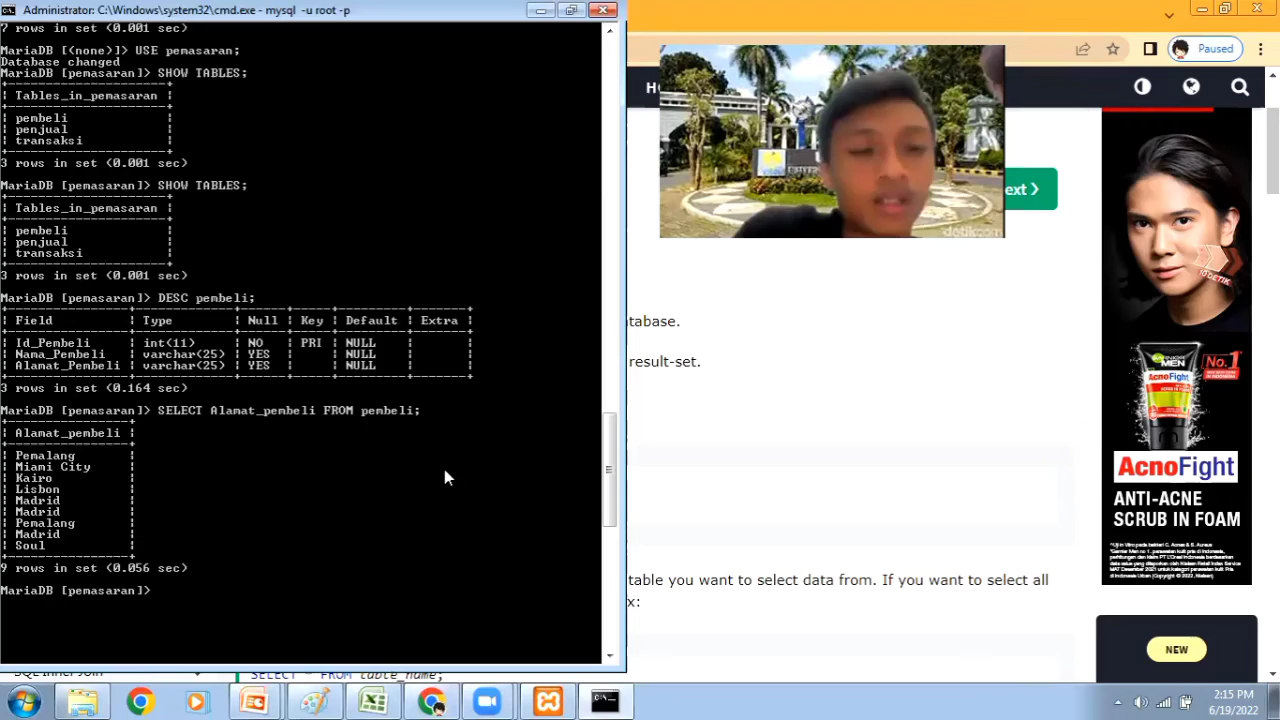 Administrator: C:\Windows\system32\cmd.exe - mysql -u root -p
7 rows in set (0.001 sec)
MariaDB [(none)]> USE pemasaran;
Database changed
MariaDB [pemasaran]> SHOW TABLES;
Tables_in_pemasaran
pembeli
penjual
transaksi
3 rows in set (0.001 sec)
MariaDB [pemasaran]> SHOW TABLES;
Tables_in_pemasaran
pembeli
penjual
transaksi
3 rows in set (0.001 sec)
MariaDB [pemasaran]> DESC pembeli;
Field | Type | Null | Key | Default | Extra
Id_Pembeli | int(11) | NO | PRI | NULL
Nama_Pembeli | varchar(25) | YES | | NULL
Alamat_Pembeli | varchar(25) | YES | | NULL
3 rows in set (0.164 sec)
MariaDB [pemasaran]> SELECT Alamat_pembeli FROM pembeli;
Alamat_pembeli
Pemalang
Miami City
Kairo
Lisbon
Madrid
Madrid
Pemalang
Madrid
Soul
9 rows in set (0.056 sec)
MariaDB [pemasaran]>
Paused
H
UNIVER
detikcom
ext ❯
tabase.
result-set.
table you want to select data from. If you want to select all
x:
SELECT * FROM table_name;
10 DETIK
GARNIER
MEN
No.1
AcnoFight
AcnoFight
ANTI-ACNE
SCRUB IN FOAM
NEW
2:15 PM
6/19/2022